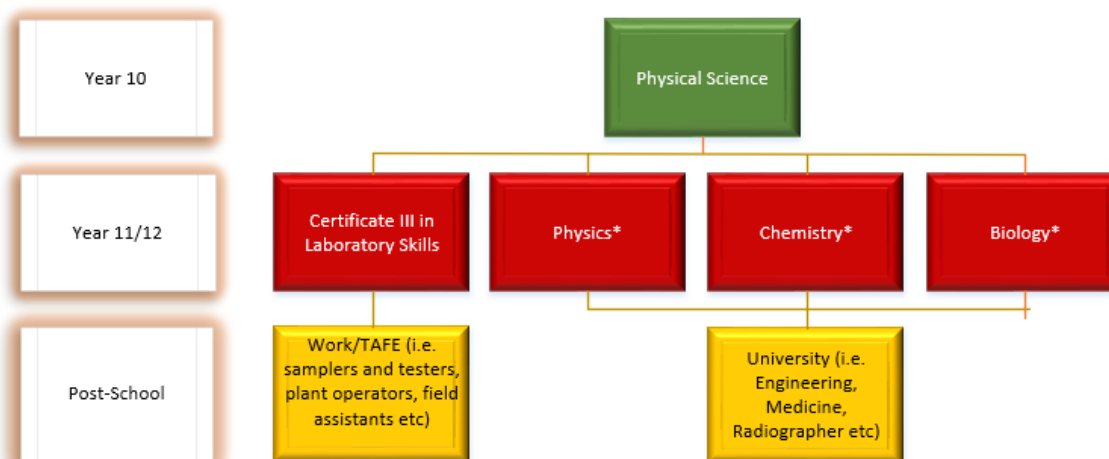 Year 10
Physical Science
Year 11/12
Certificate III in
Laboratory Skills
Physics*
Chemistry*
Biology*
Post-School
Work/TAFE (i.e.
samplers and testers,
plant operators, field
assistants etc)
University (i.e.
Engineering,
Medicine,
Radiographer etc)